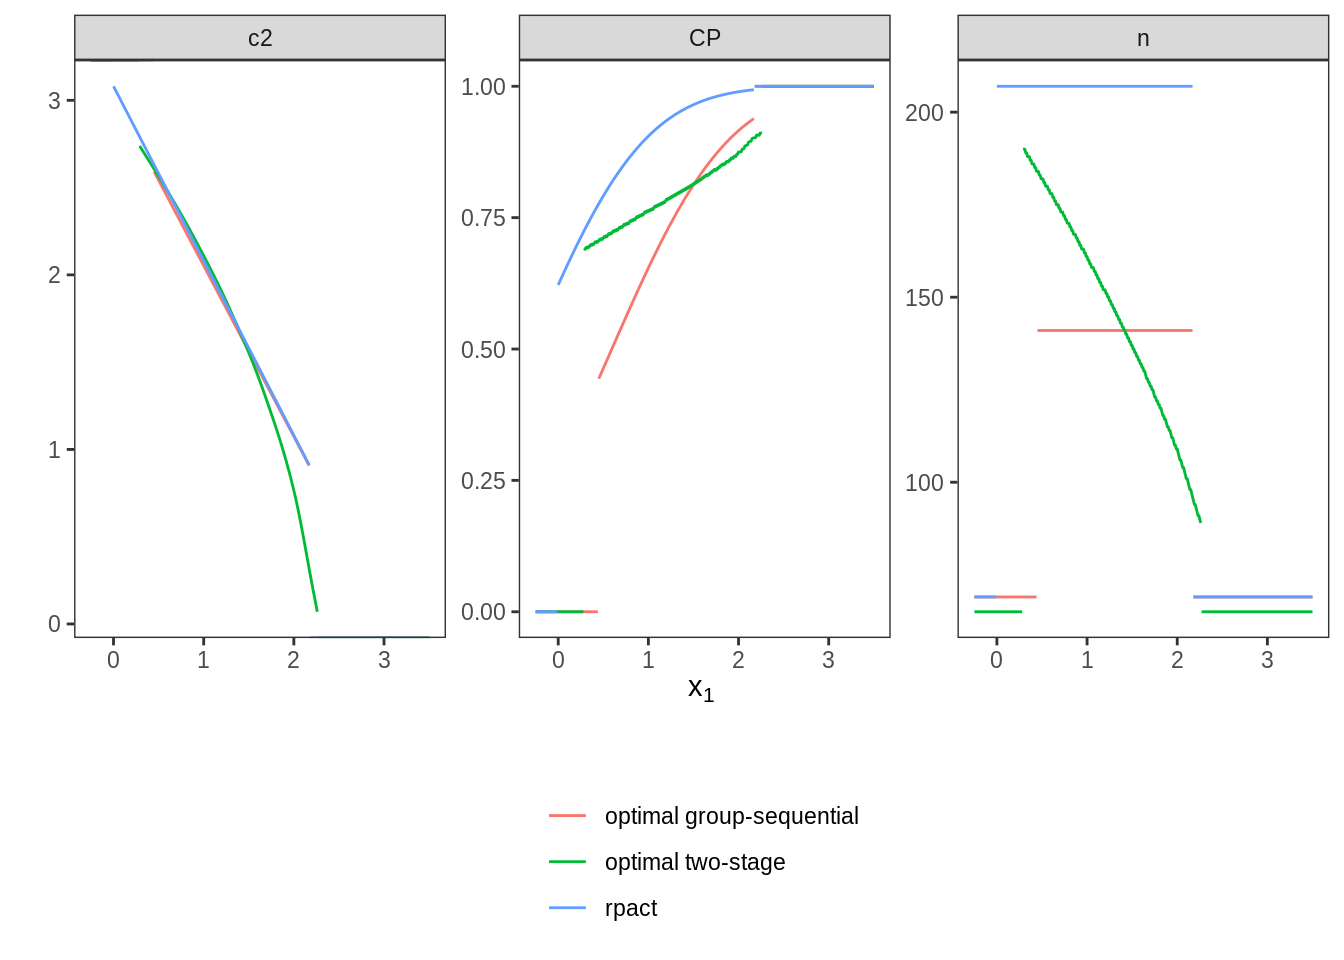 c2
CP
n
3
2
1
0
0 1 2 3
1.00
0.75
0.50
0.25
0.00
0 1 2 3
200
150
100
0 1 2 3
x₁
optimal group-sequential
optimal two-stage
rpact